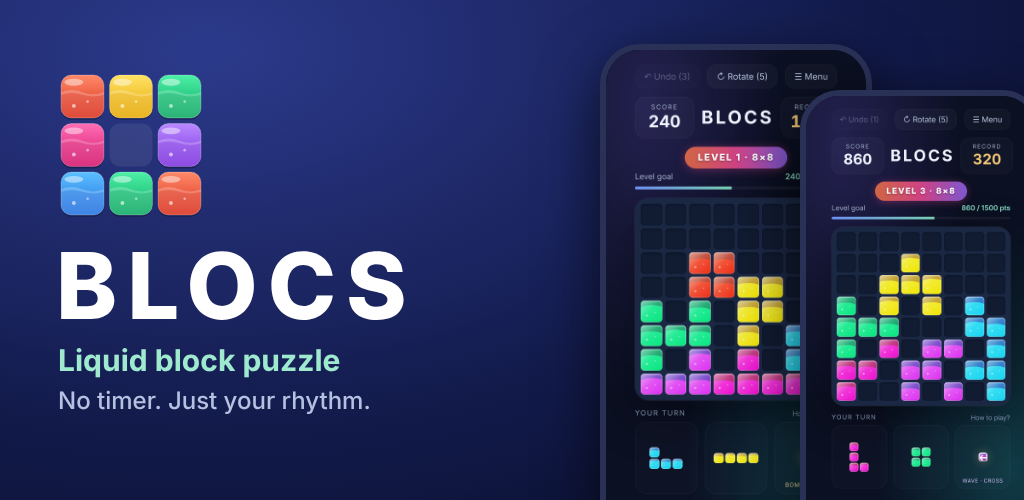 BLOCS
Liquid block puzzle
No timer. Just your rhythm.
↶ Undo (3) ↻ Rotate (5) ☰ Menu
SCORE
240 BLOCS
LEVEL 1 · 8×8
Level goal 240
YOUR TURN
↶ Undo (1) ↻ Rotate (5) ☰ Menu
SCORE RECORD
860 BLOCS 320
LEVEL 3 · 8×8
Level goal 860 / 1500 pts
YOUR TURN How to play?
WAVE · CROSS